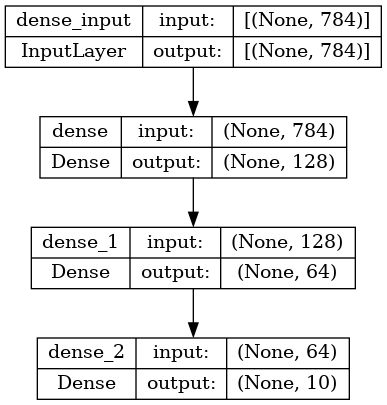 dense_input input: [(None, 784)]
InputLayer output: [(None, 784)]
dense input: (None, 784)
Dense output: (None, 128)
dense_1 input: (None, 128)
Dense output: (None, 64)
dense_2 input: (None, 64)
Dense output: (None, 10)